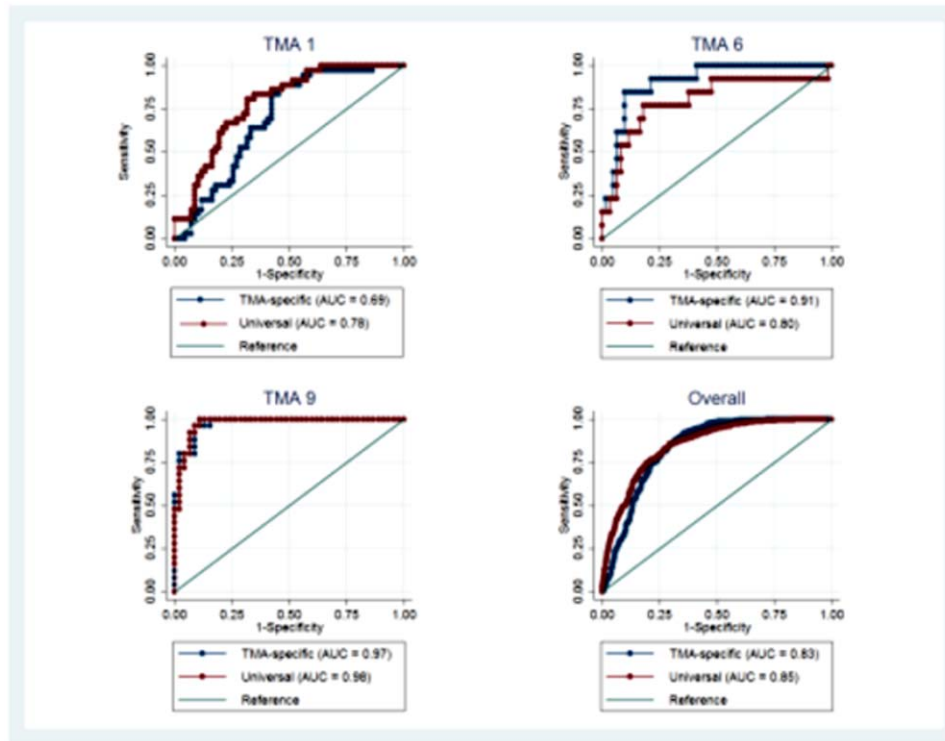 TMA 1
Sensitivity
1.00
0.75
0.50
0.25
0.00
0.00 0.25 0.50 0.75 1.00
1-Specificity
TMA-specific (AUC = 0.69)
Universal (AUC = 0.78)
Reference
TMA 6
Sensitivity
1.00
0.75
0.50
0.25
0.00
0.00 0.25 0.50 0.75 1.00
1-Specificity
TMA-specific (AUC = 0.91)
Universal (AUC = 0.80)
Reference
TMA 9
Sensitivity
1.00
0.75
0.50
0.25
0.00
0.00 0.25 0.50 0.75 1.00
1-Specificity
TMA-specific (AUC = 0.97)
Universal (AUC = 0.98)
Reference
Overall
Sensitivity
1.00
0.75
0.50
0.25
0.00
0.00 0.25 0.50 0.75 1.00
1-Specificity
TMA-specific (AUC = 0.83)
Universal (AUC = 0.85)
Reference